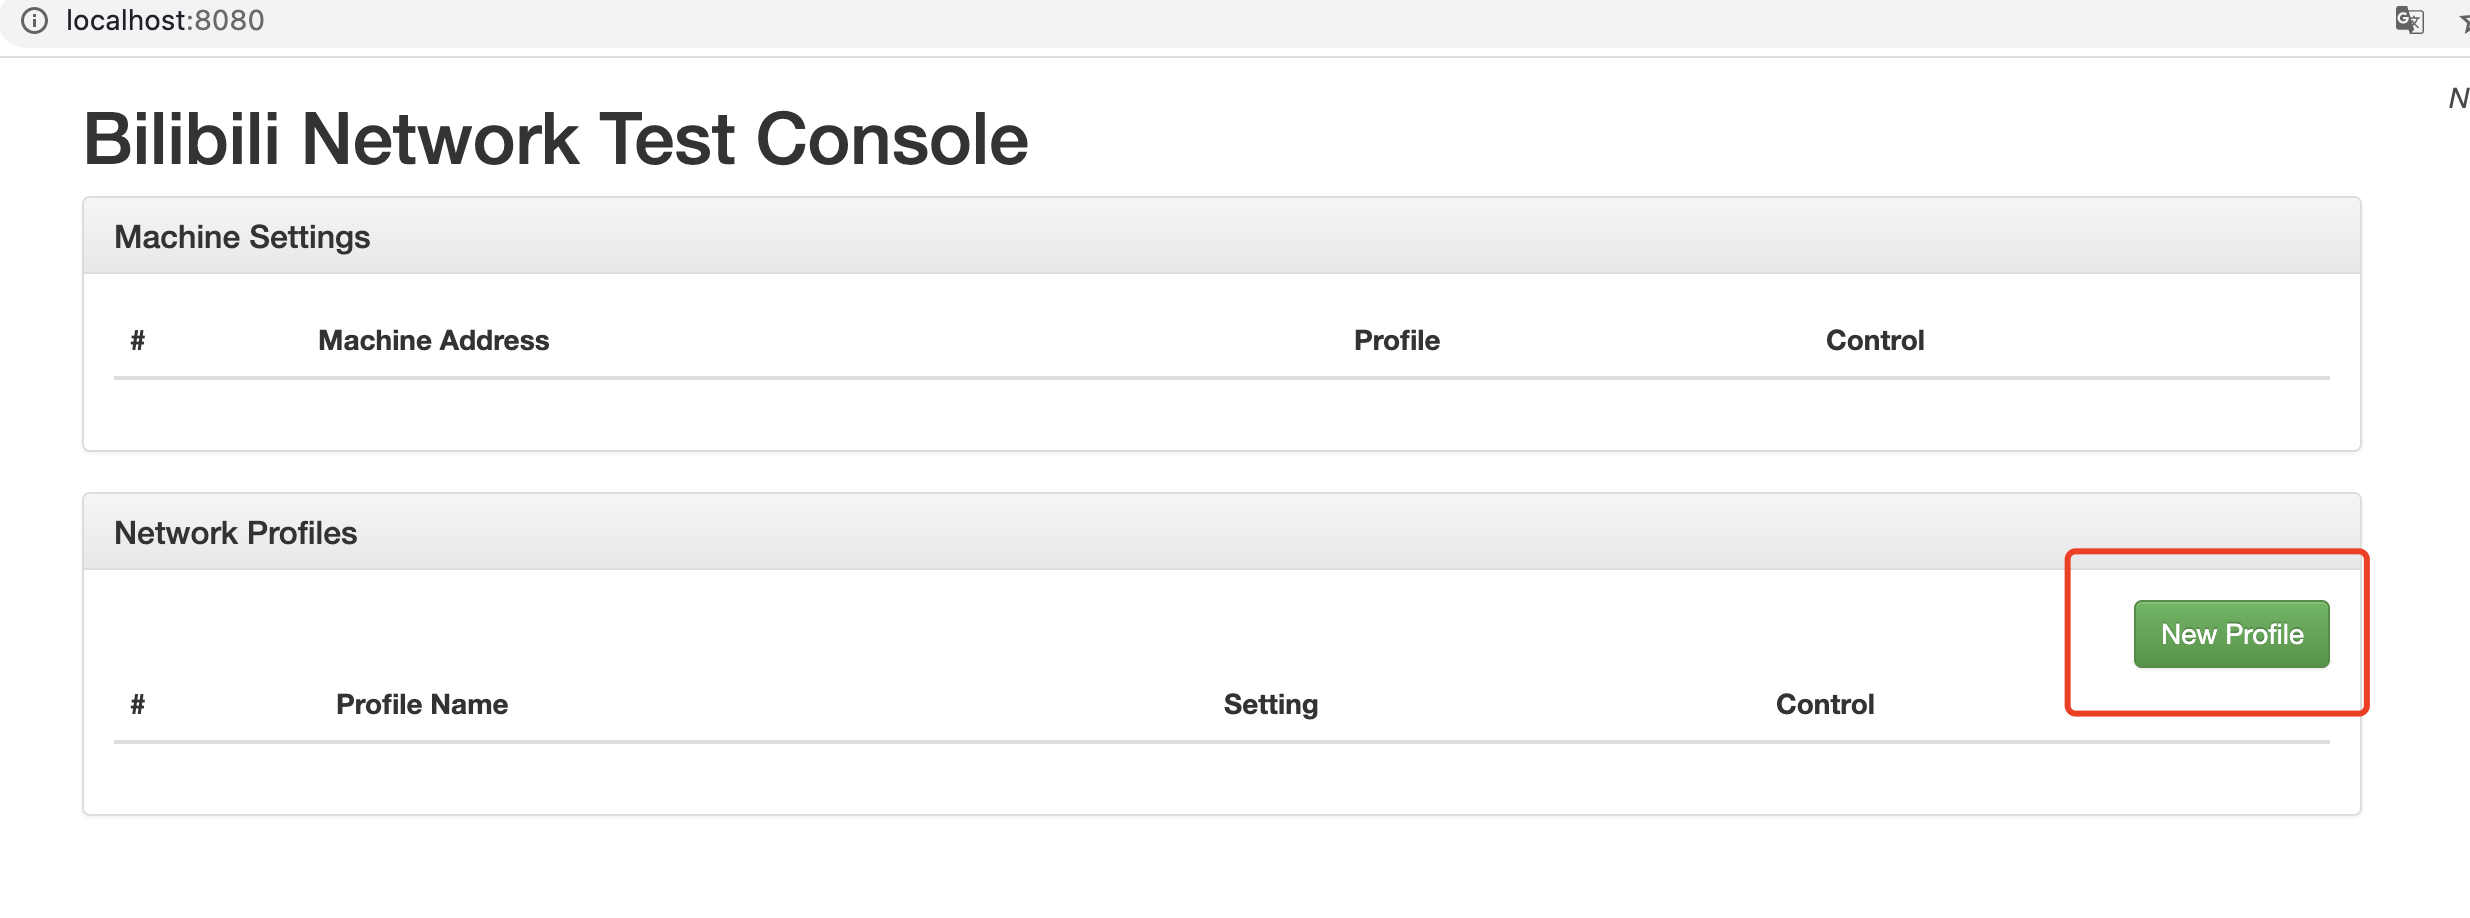 localhost:8080
N
Bilibili Network Test Console
Machine Settings
# Machine Address Profile Control
Network Profiles
New Profile
# Profile Name Setting Control